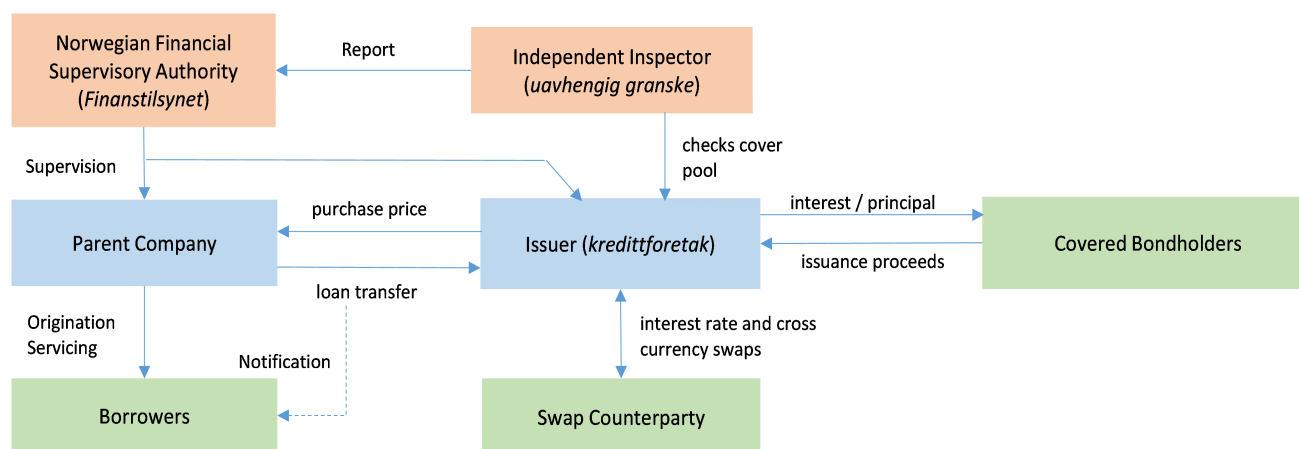 Norwegian Financial
Supervisory Authority
(Finanstilsynet)
Report
Independent Inspector
(uavhengig granske)
Supervision
checks cover
pool
Parent Company
purchase price
Issuer (kredittforetak)
interest / principal
issuance proceeds
Covered Bondholders
loan transfer
Origination
Servicing
Notification
interest rate and cross
currency swaps
Borrowers
Swap Counterparty